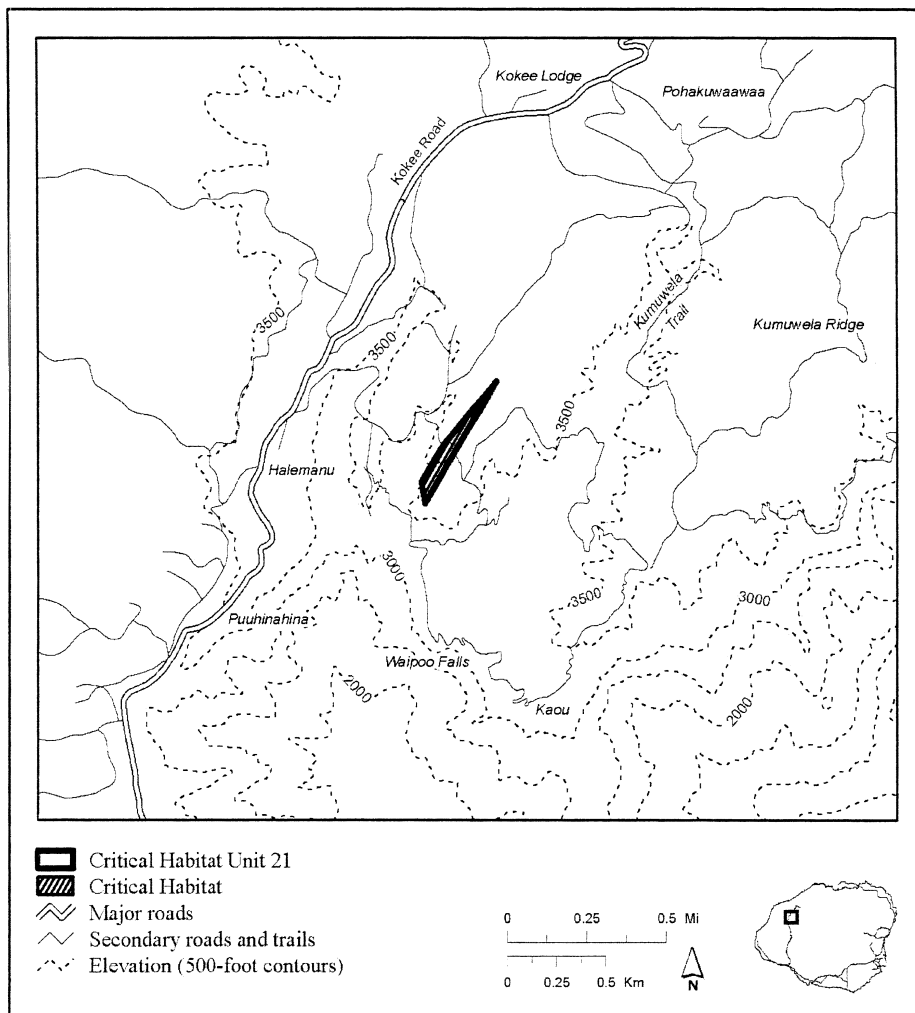 Kokee Lodge
Pohakuwaawaa
Kokee Road
Kumuwela
Trail
3500
3500
Kumuwela Ridge
3500
Halemanu
3000
3500
3000
Puuhinahina
Waipoo Falls
2000
Kaou
2000
Critical Habitat Unit 21
Critical Habitat
Major roads
Secondary roads and trails
Elevation (500-foot contours)
0 0.25 0.5 Mi
0 0.25 0.5 Km
N